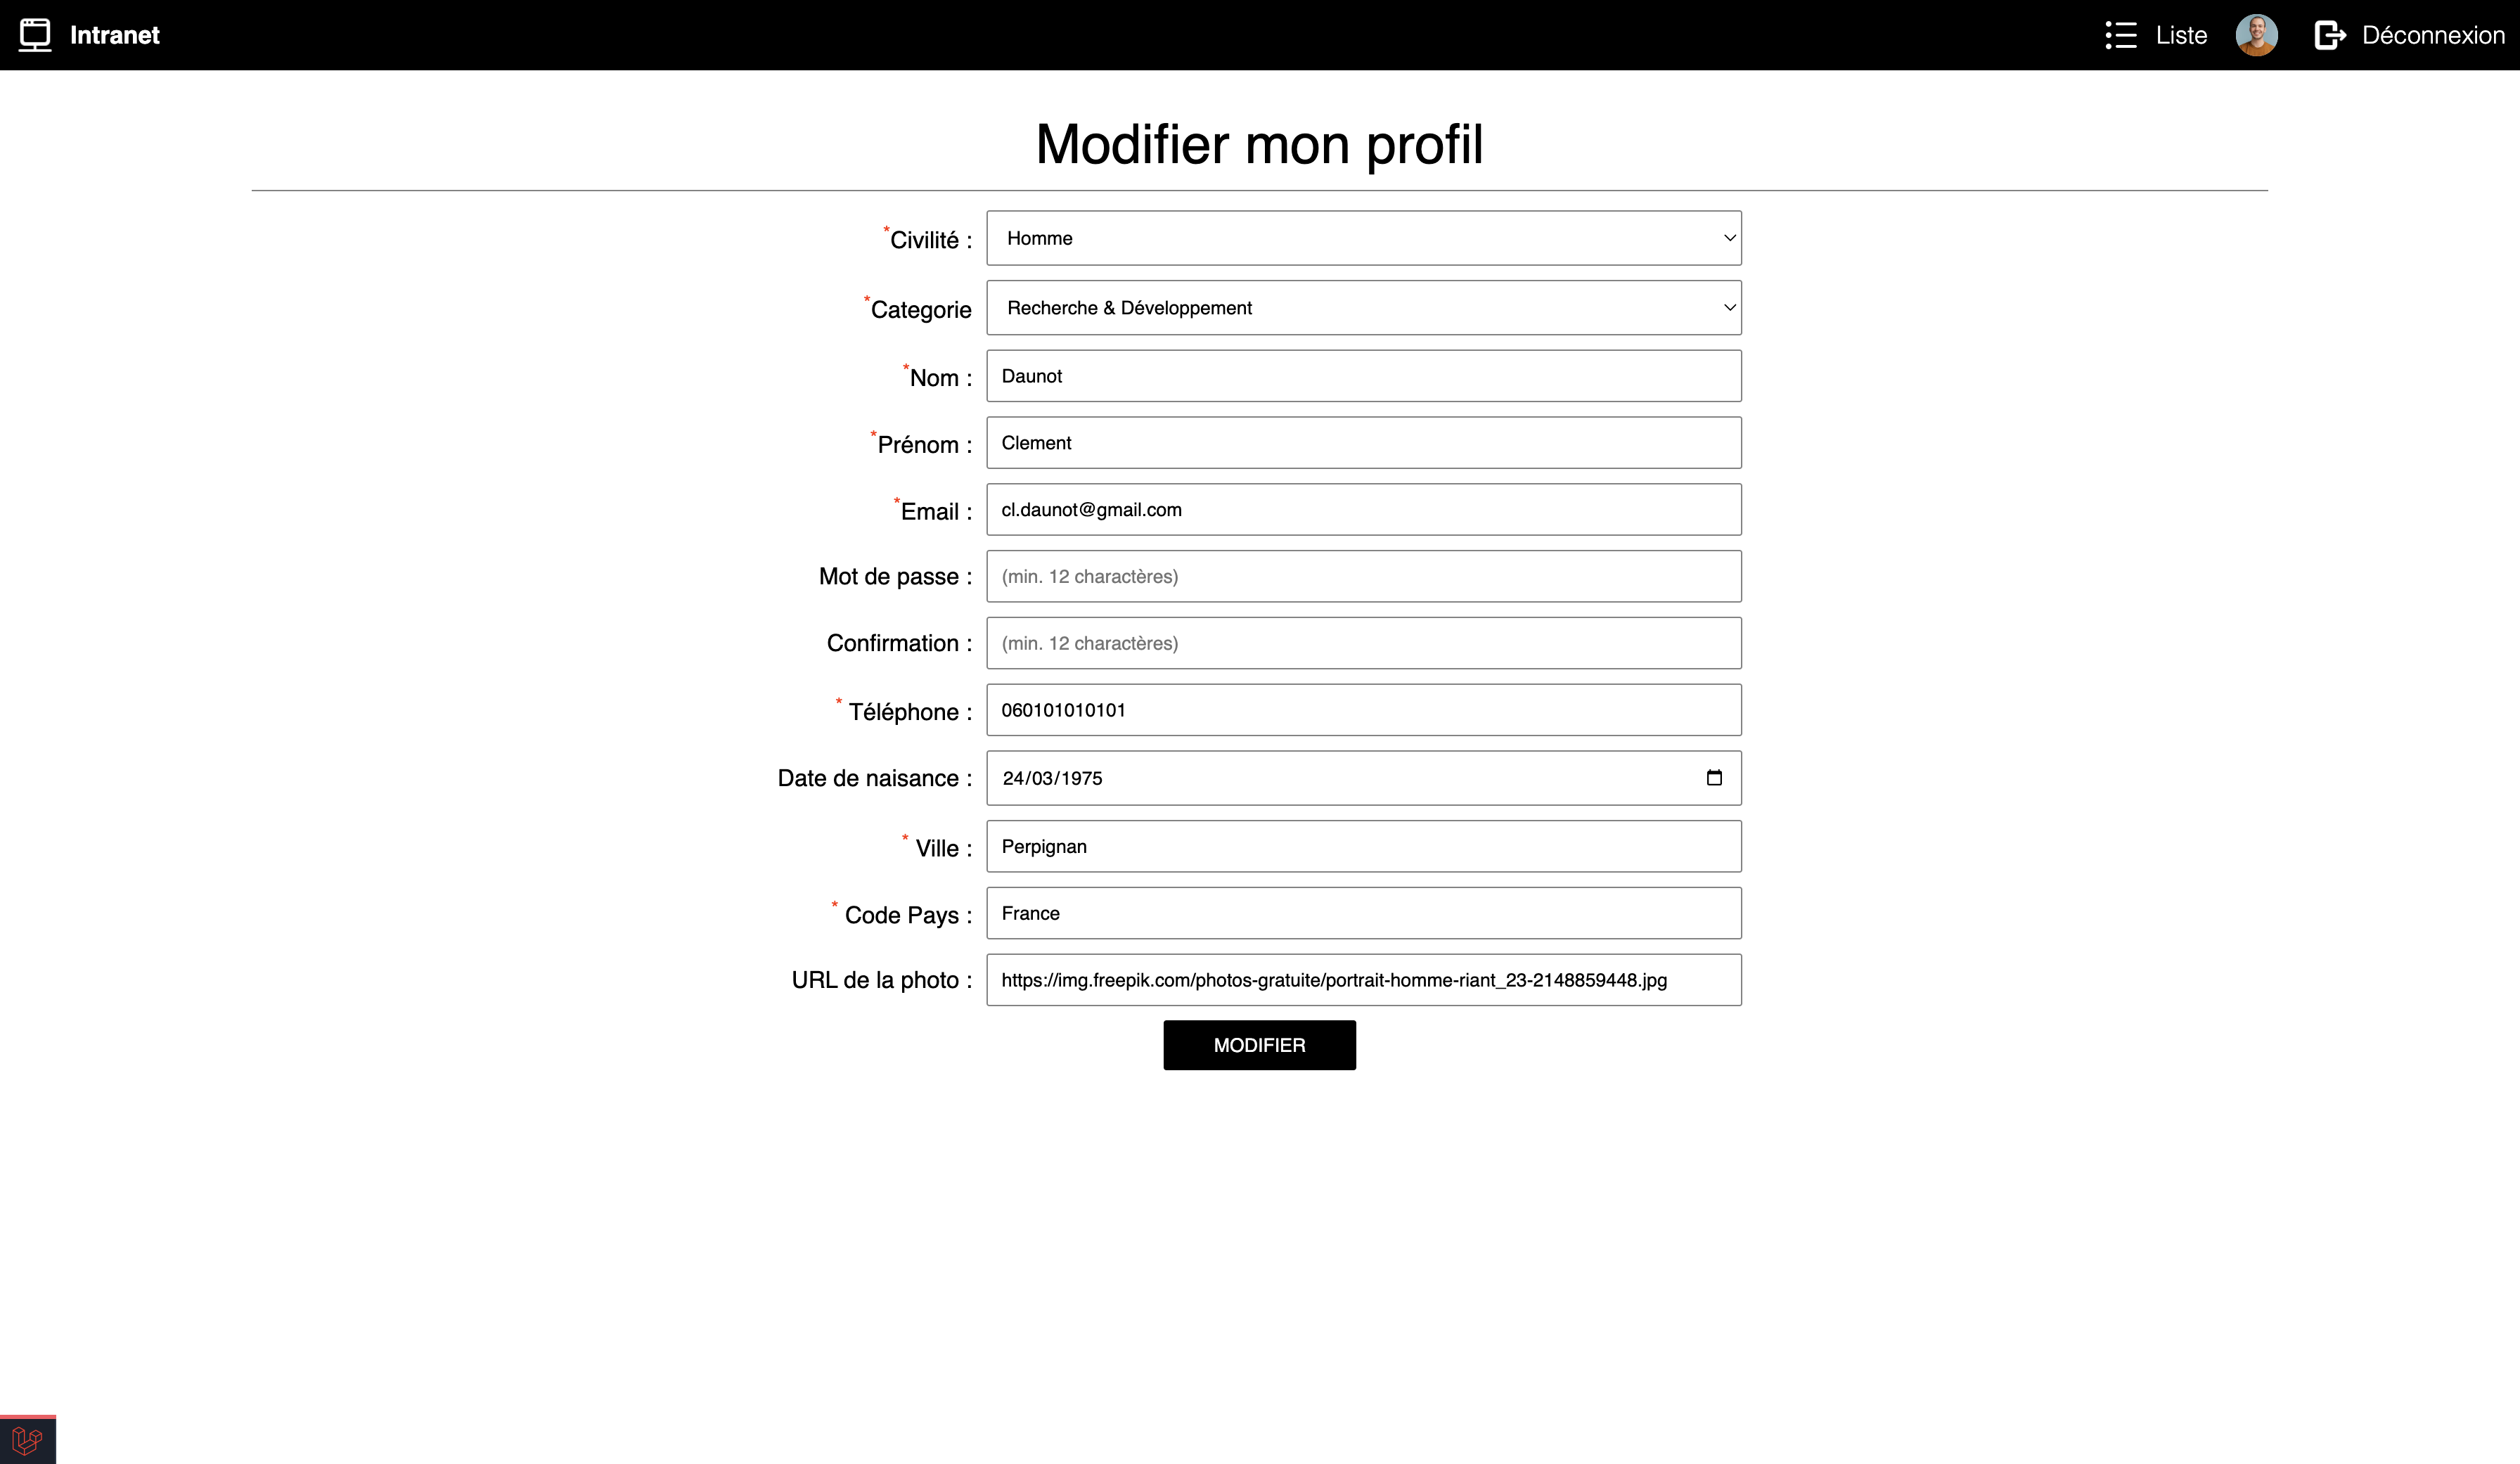 Intranet
Liste
Déconnexion
Modifier mon profil
*Civilité : Homme
*Categorie Recherche & Développement
*Nom : Daunot
*Prénom : Clement
*Email : cl.daunot@gmail.com
Mot de passe : (min. 12 charactères)
Confirmation : (min. 12 charactères)
* Téléphone : 060101010101
Date de naisance : 24/03/1975
* Ville : Perpignan
* Code Pays : France
URL de la photo : https://img.freepik.com/photos-gratuite/portrait-homme-riant_23-2148859448.jpg
MODIFIER